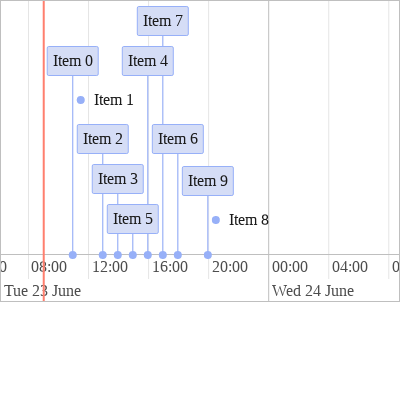 Item 7
Item 0
Item 4
Item 1
Item 2
Item 6
Item 3
Item 9
Item 5
Item 8
0 08:00 12:00 16:00 20:00 00:00 04:00 0
Tue 23 June Wed 24 June